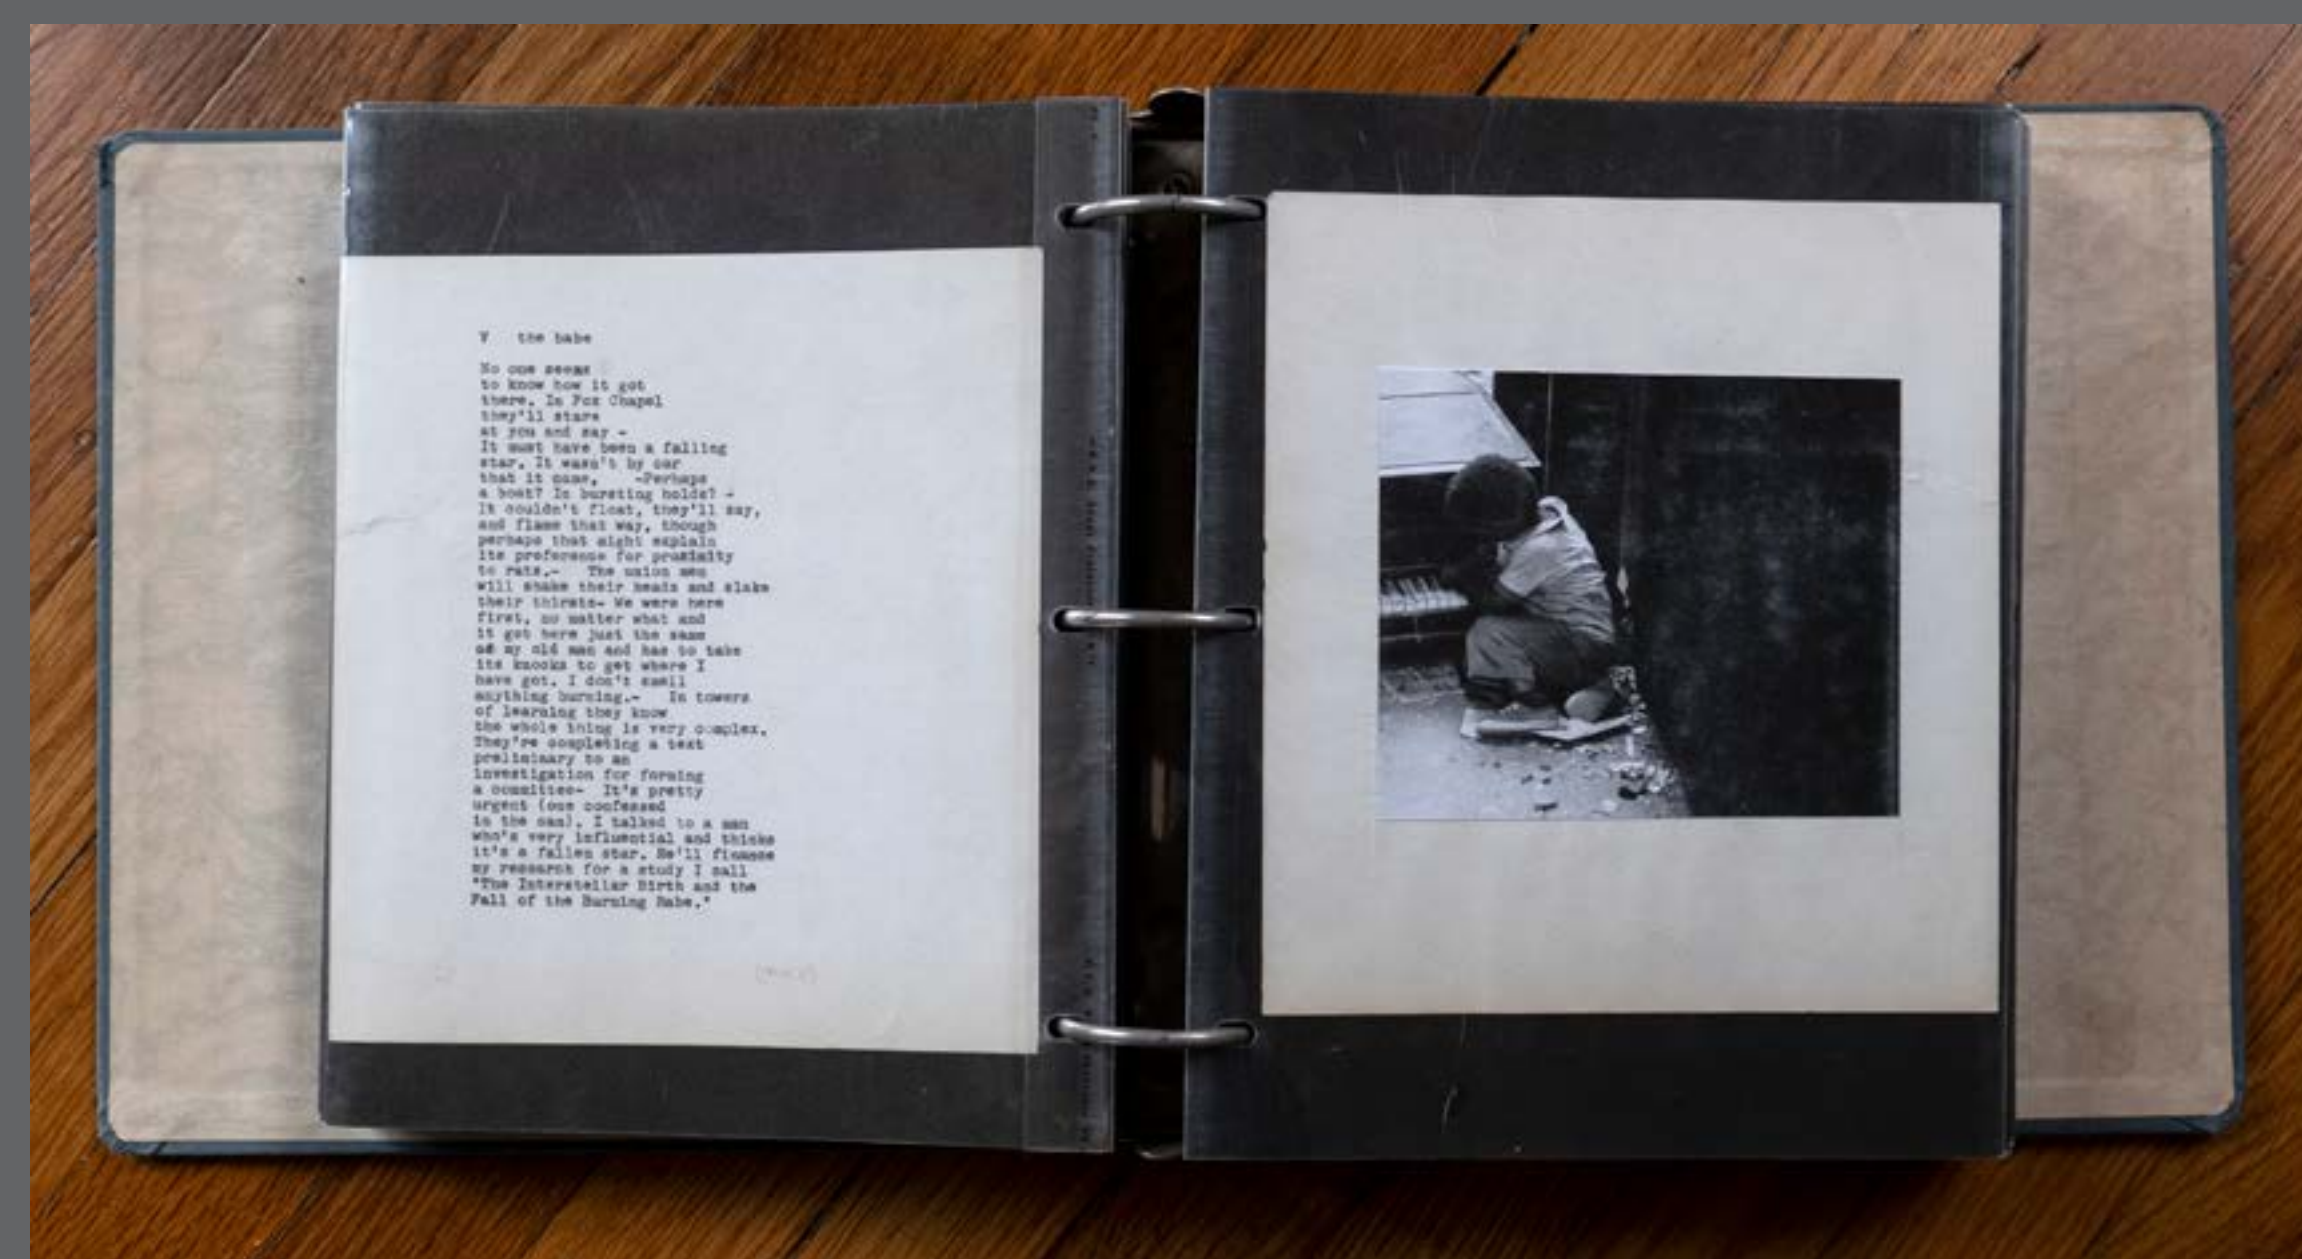 V   the babe
No one seems
to know how it got
there. In Fox Chapel
they'll stare
at you and say -
It must have been a falling
star. It wasn't by our
that it came.   -Perhaps
a boat? In bursting holds? -
It couldn't float, they'll say,
and flame that way, though
perhaps that might explain
its preference for proximity
to rats.-   The union men
will shake their heads and slake
their thirsts- We were here
first, no matter what and
it got here just the same
as my old man and has to take
its knocks to get where I
have got. I don't smell
anything burning.-   In towers
of learning they know
the whole thing is very complex.
They're completing a test
preliminary to an
investigation for forming
a committee-  It's pretty
urgent (one confessed
in the can). I talked to a man
who's very influential and thinks
it's a fallen star. He'll finance
my research for a study I call
"The Interstellar Birth and the
Fall of the Burning Babe."